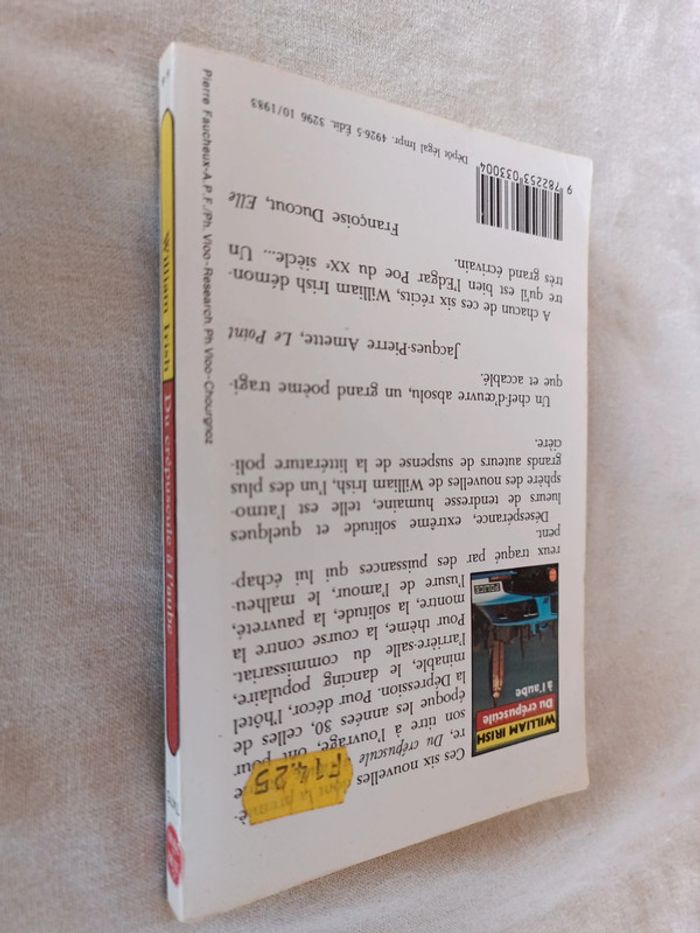 Ces six nouvelles
re, Du crépuscule
son titre à l'ouvrage, ont pour
époque les années 30, celles de
la Dépression. Pour décor, l'hôtel
minable, le dancing populaire,
l'arrière-salle du commissariat.
Pour thème, la course contre la
montre, la solitude, la pauvreté,
l'usure de l'amour, le malheu-
reux traqué par des puissances qui lui échap-
pent.
Désespérance, extrême solitude et quelques
lueurs de tendresse humaine, telle est l'atmo-
sphère des nouvelles de William Irish, l'un des plus
grands auteurs de suspense de la littérature poli-
cière.
Un chef-d'œuvre absolu, un grand poème tragi-
que et accablé.
Jacques-Pierre Amette, Le Point
A chacun de ces six récits, William Irish démon-
tre qu'il est bien l'Edgar Poe du XXe siècle... Un
très grand écrivain.
Françoise Ducout, Elle
9 782253 033004
Dépôt légal Impr. 4926-5 Édit. 3296 10/1983
F14,25
WILLIAM IRISH
Du crépuscule
à l'aube
POLICE
William Irish
Du crépuscule à l'aube
Pierre Faucheux-A.P.F./Ph. Vloo-Research Ph Vloo-Chourgnoz